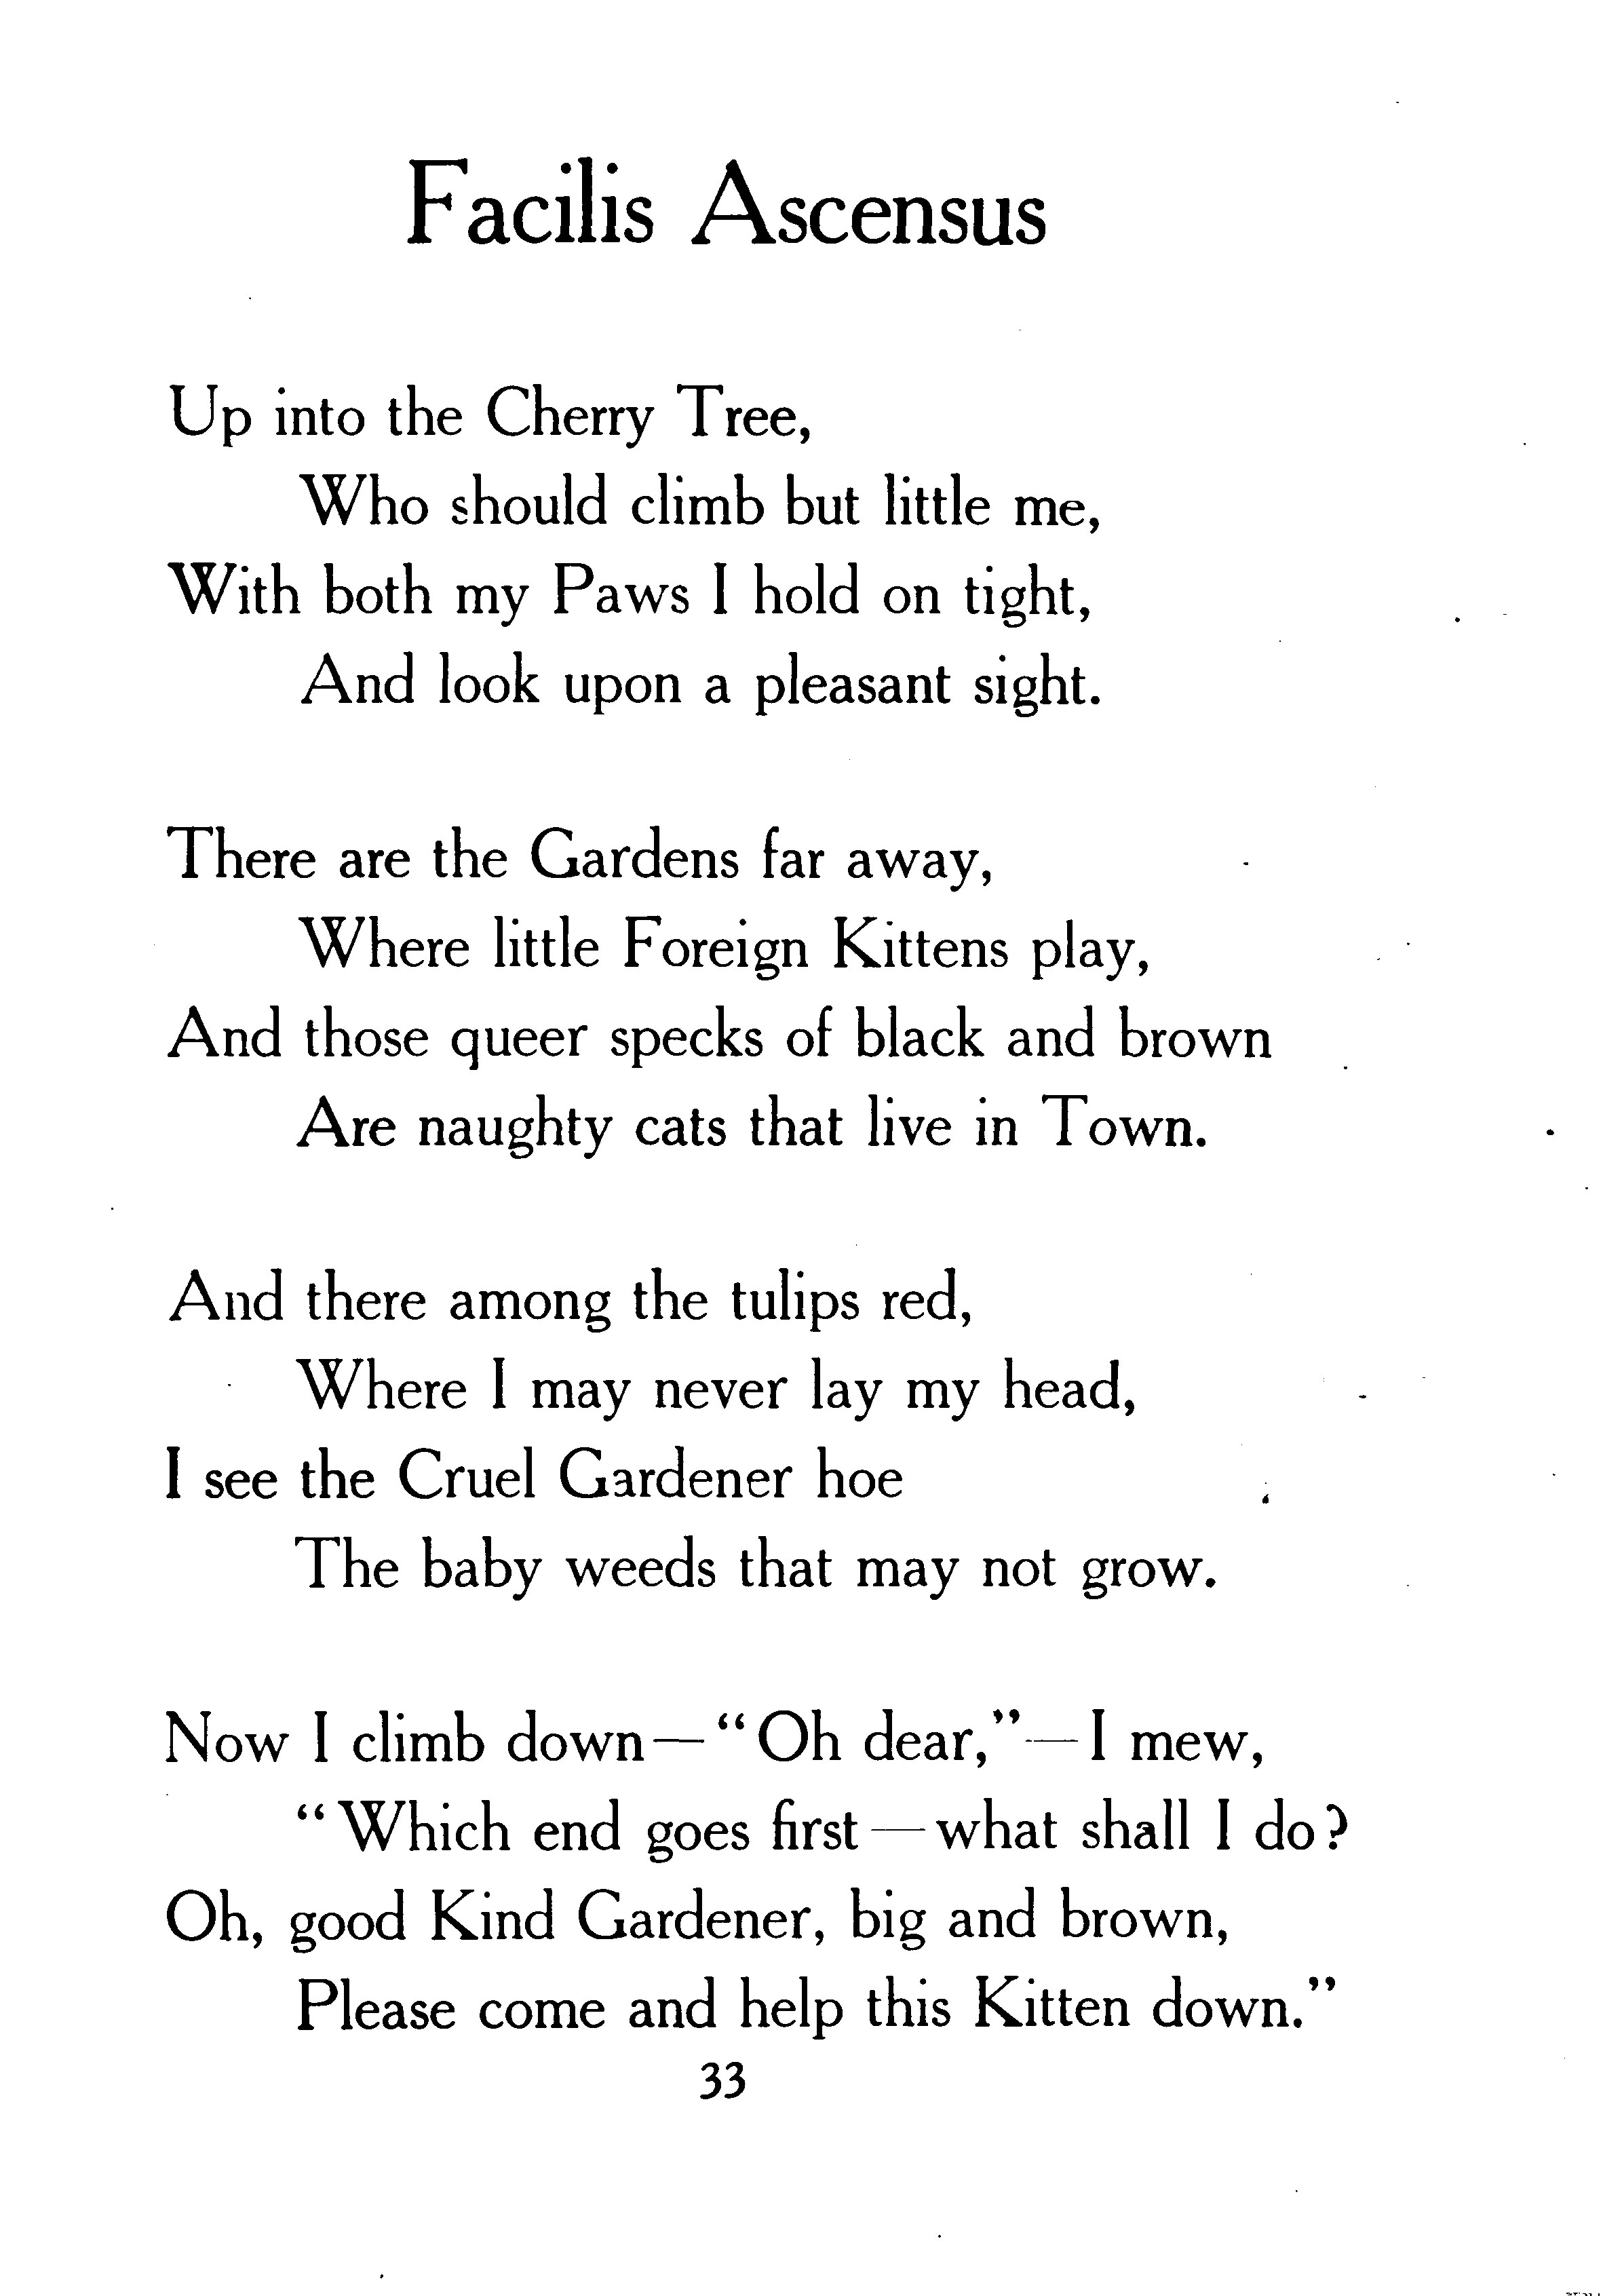 Facilis Ascensus
Up into the Cherry Tree,
Who should climb but little me,
With both my Paws I hold on tight,
And look upon a pleasant sight.
There are the Gardens far away,
Where little Foreign Kittens play,
And those queer specks of black and brown
Are naughty cats that live in Town.
And there among the tulips red,
Where I may never lay my head,
I see the Cruel Gardener hoe
The baby weeds that may not grow.
Now I climb down—“Oh dear,”—I mew,
“Which end goes first—what shall I do?
Oh, good Kind Gardener, big and brown,
Please come and help this Kitten down.”
33